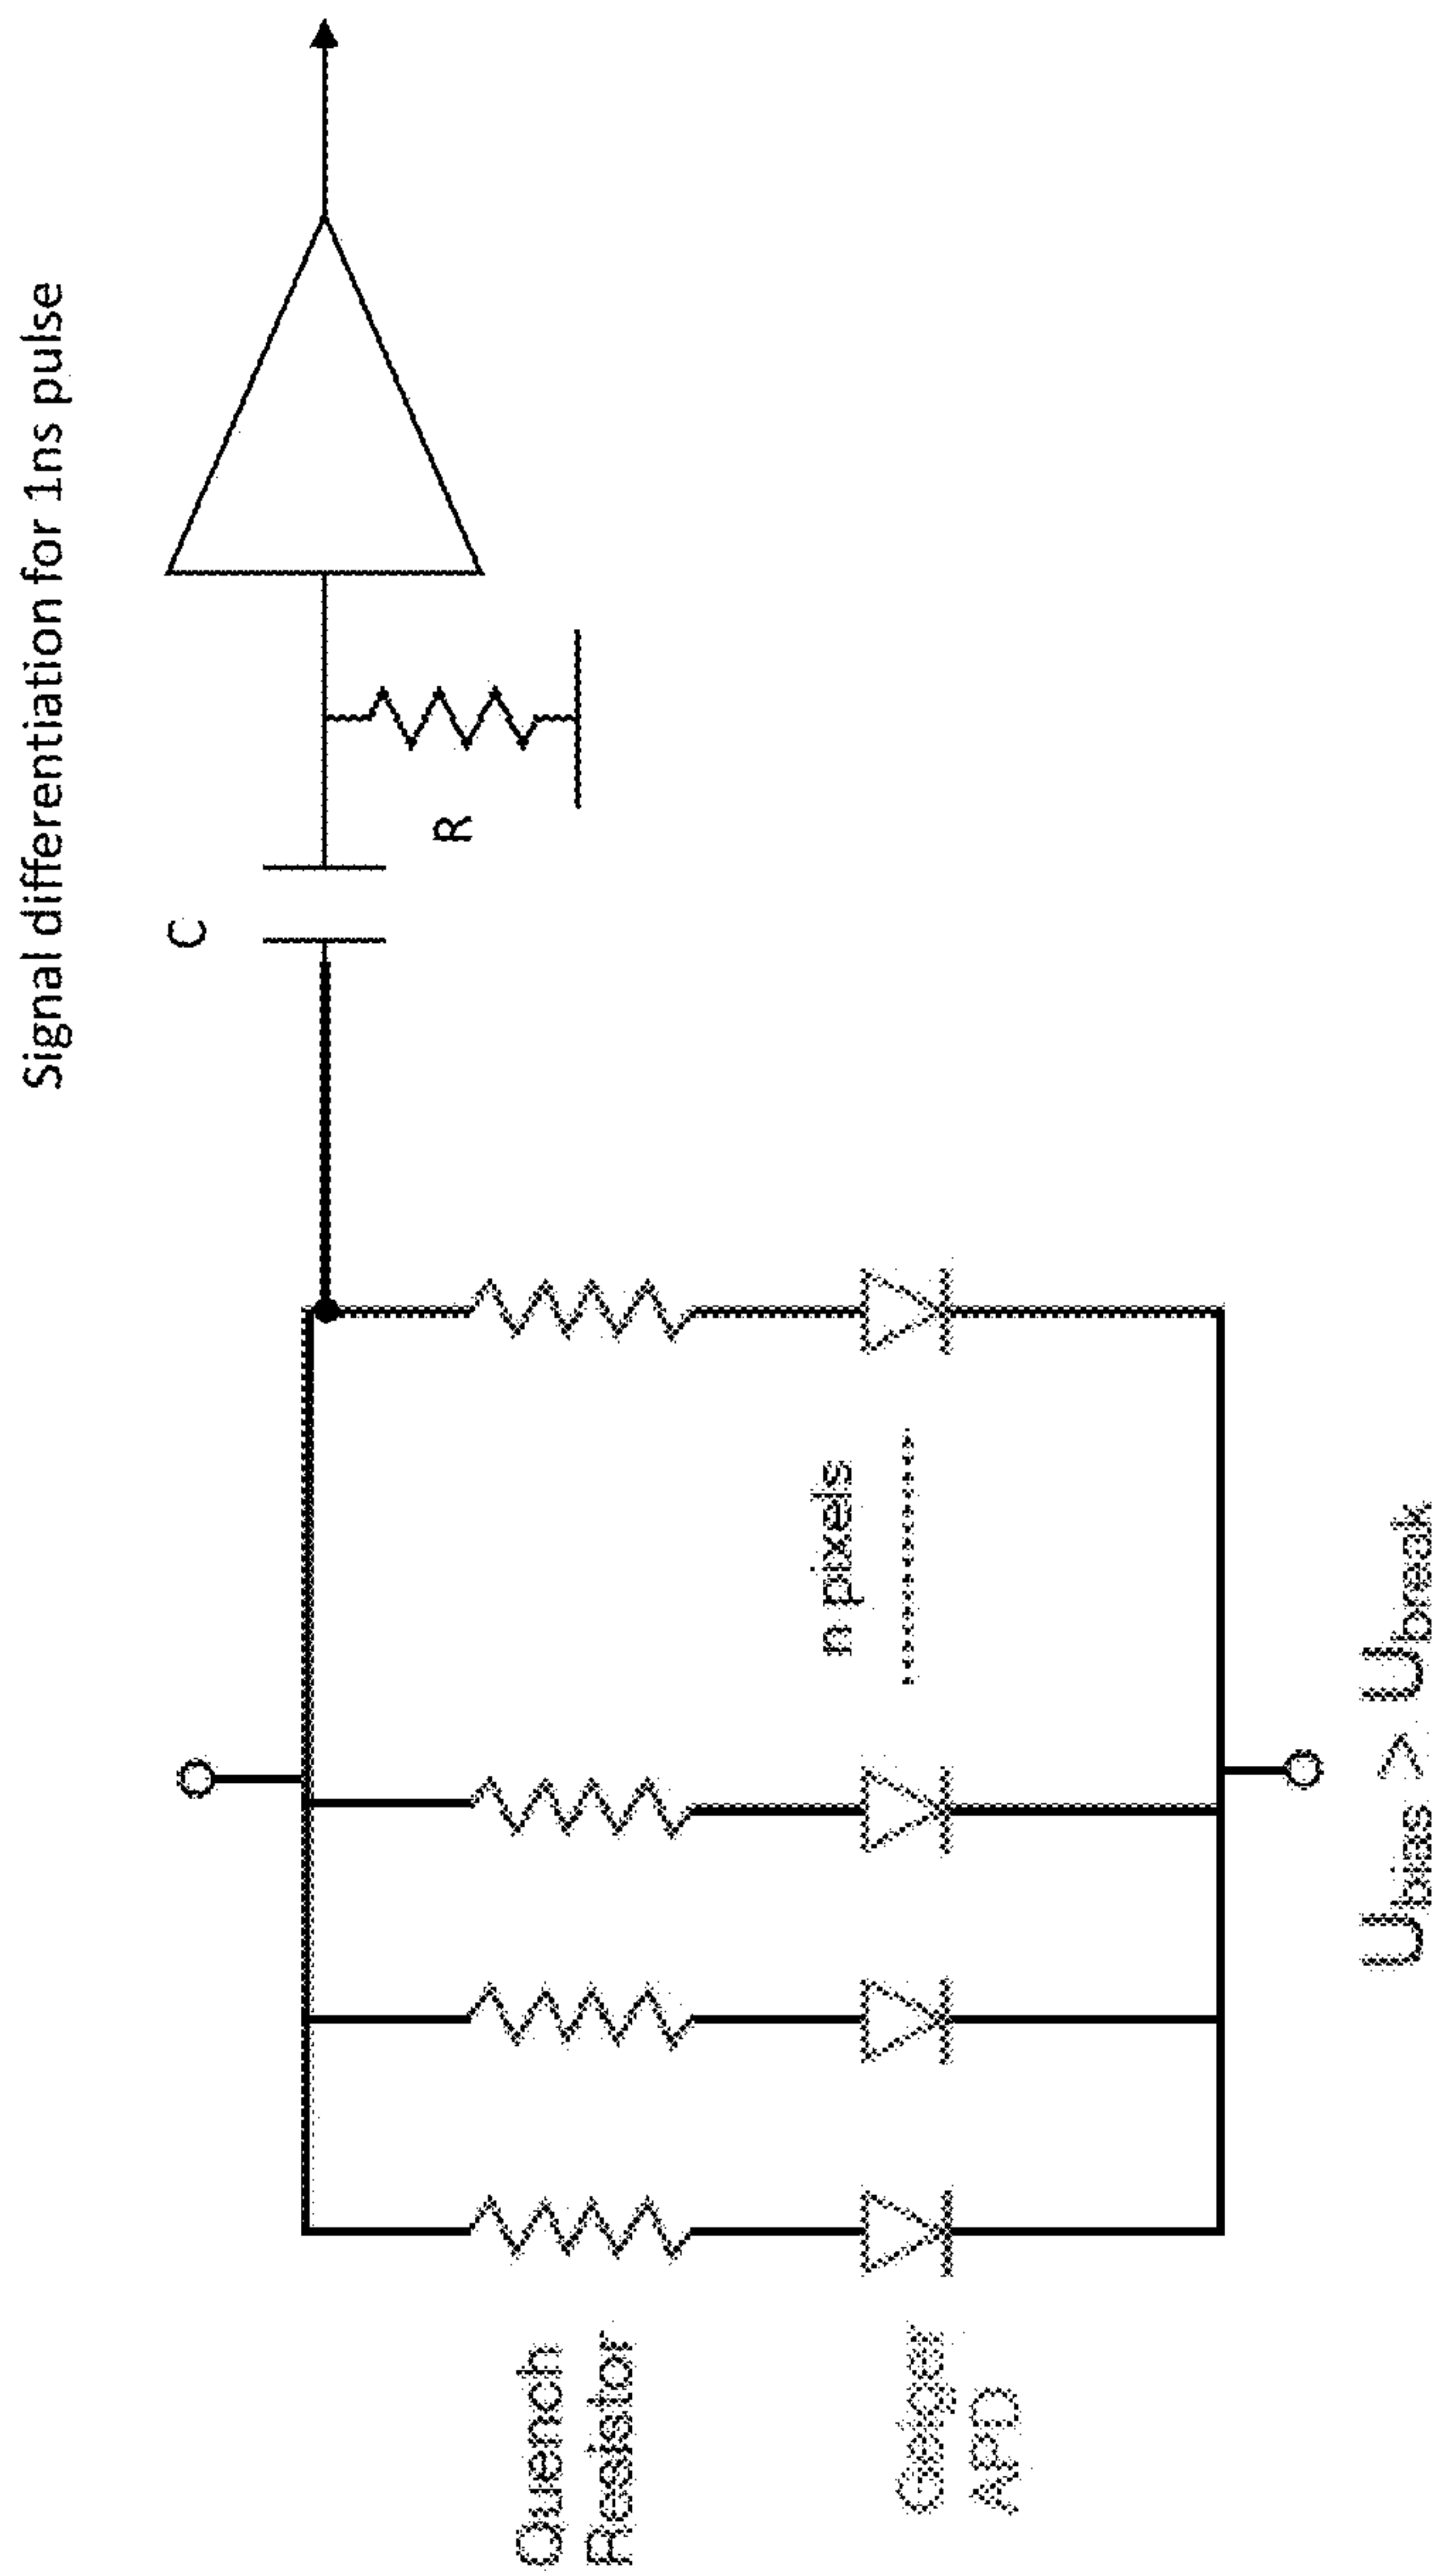 Signal differentiation for 1ns pulse
C
R
n pixels
Quench
Resistor
Geiger
APD
Ubias > Ubreak